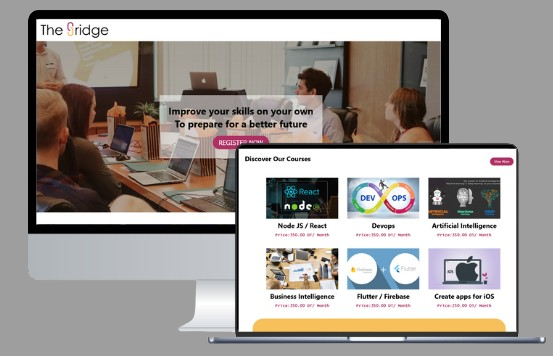 The Bridge
Improve your skills on your own
To prepare for a better future
REGISTER NOW
Discover Our Courses
View More
React
node
DEV OPS
Node JS / React
Devops
Artificial Intelligence
Price:350.00 DT/ Month
Price:350.00 DT/ Month
Price:350.00 DT/ Month
Firebase
+
Flutter
Business Intelligence
Flutter / Firebase
Create apps for iOS
Price:350.00 DT/ Month
Price:350.00 DT/ Month
Price:350.00 DT/ Month